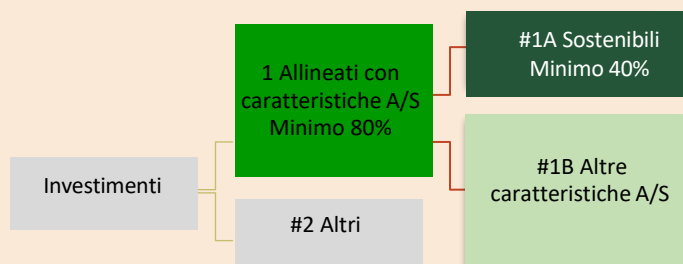 Investimenti
1 Allineati con
caratteristiche A/S
Minimo 80%
#2 Altri
#1A Sostenibili
Minimo 40%
#1B Altre
caratteristiche A/S